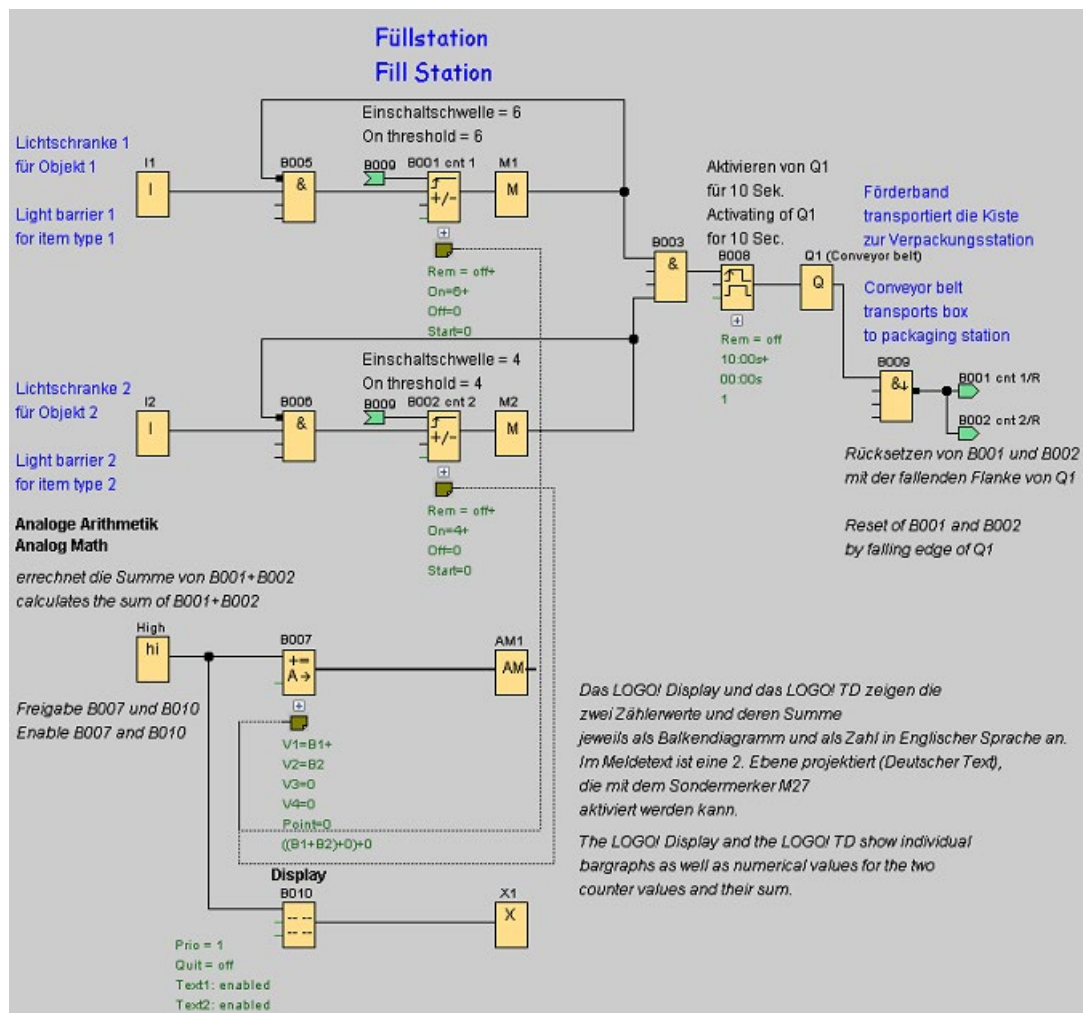 Füllstation
Fill Station
Einschaltschwelle = 6
On threshold = 6
Lichtschranke 1
für Objekt 1
Light barrier 1
for item type 1
I1
I
B005
&
B009
B001 cnt 1
+/-
M1
M
Rem = off+
On=6+
Off=0
Start=0
Aktivieren von Q1
für 10 Sek.
Activating of Q1
for 10 Sec.
B003
&
B008
Rem = off
10:00s+
00:00s
1
Q1 (Conveyor belt)
Q
Förderband
transportiert die Kiste
zur Verpackungsstation
Conveyor belt
transports box
to packaging station
B009
&↓
B001 cnt 1/R
B002 cnt 2/R
Rücksetzen von B001 und B002
mit der fallenden Flanke von Q1
Reset of B001 and B002
by falling edge of Q1
Einschaltschwelle = 4
On threshold = 4
Lichtschranke 2
für Objekt 2
Light barrier 2
for item type 2
I2
I
B006
&
B009
B002 cnt 2
+/-
M2
M
Rem = off+
On=4+
Off=0
Start=0
Analoge Arithmetik
Analog Math
errechnet die Summe von B001+B002
calculates the sum of B001+B002
High
hi
Freigabe B007 und B010
Enable B007 and B010
B007
+=
A→
V1=B1+
V2=B2
V3=0
V4=0
Point=0
((B1+B2)+0)+0
AM1
AM
Das LOGO! Display und das LOGO! TD zeigen die
zwei Zählerwerte und deren Summe
jeweils als Balkendiagramm und als Zahl in Englischer Sprache an.
Im Meldetext ist eine 2. Ebene projektiert (Deutscher Text),
die mit dem Sondermerker M27
aktiviert werden kann.
The LOGO! Display and the LOGO! TD show individual
bargraphs as well as numerical values for the two
counter values and their sum.
Display
B010
X1
X
Prio = 1
Quit = off
Text1: enabled
Text2: enabled